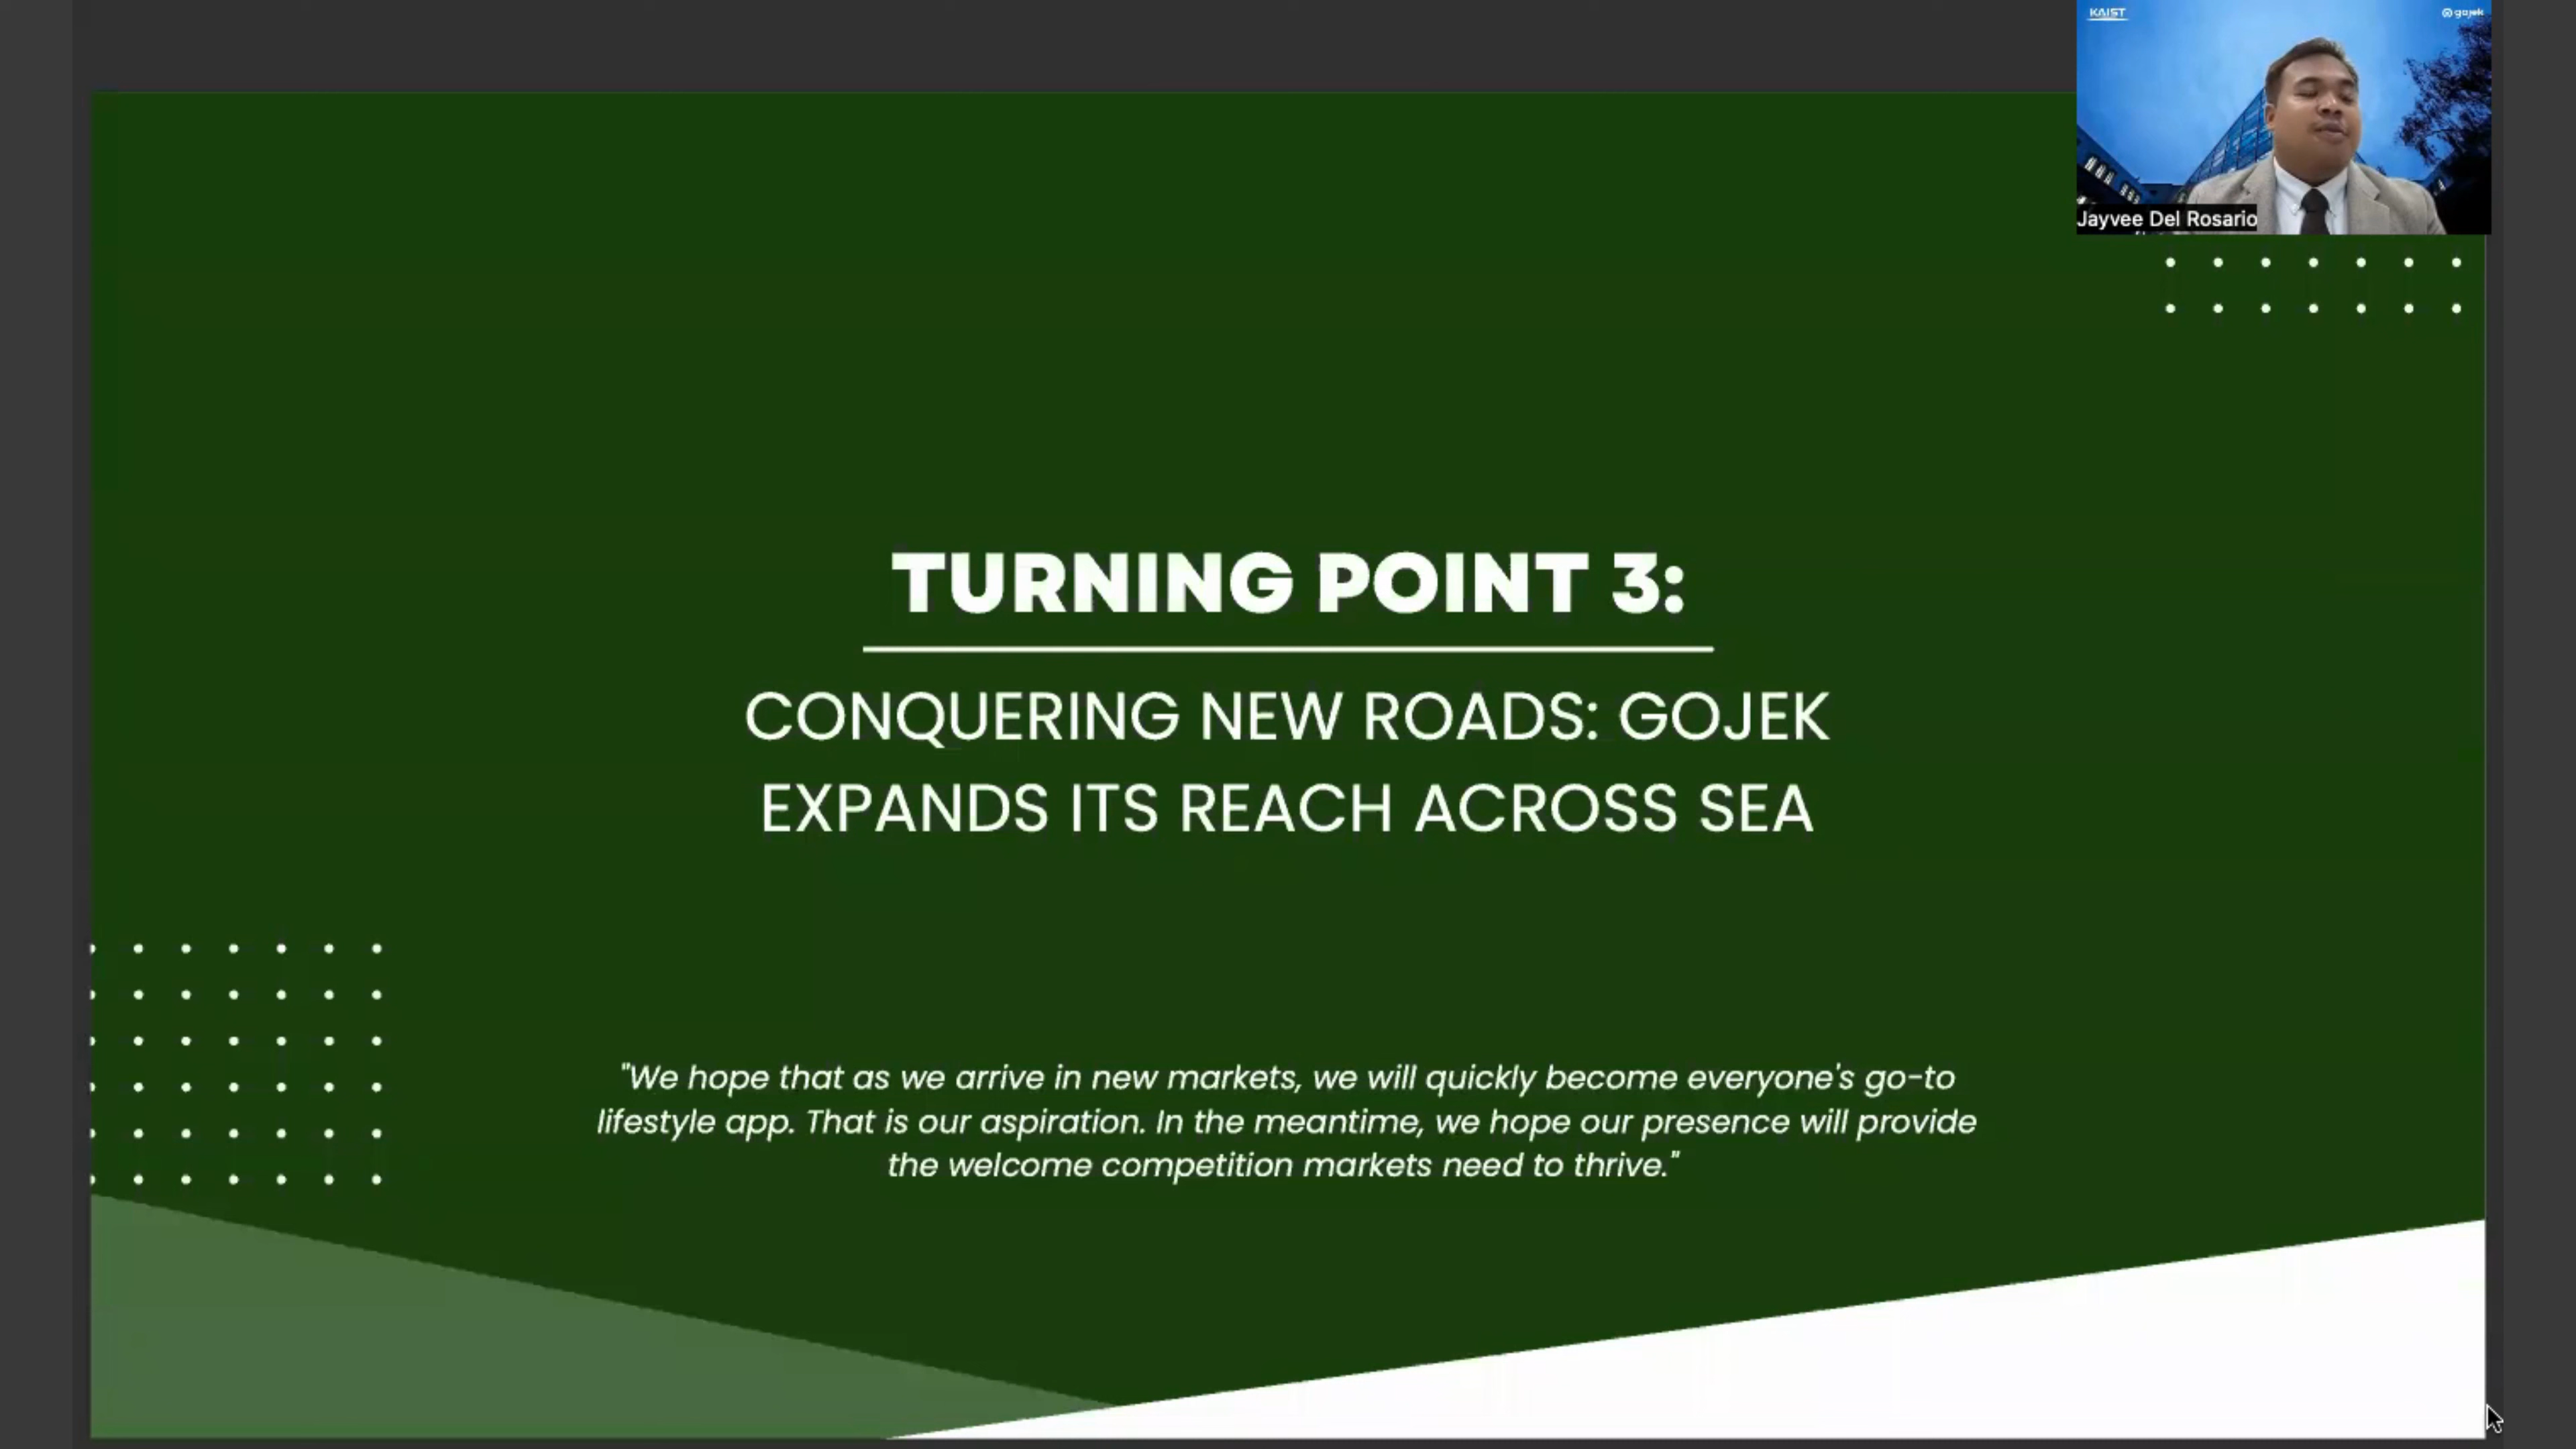 KAIST
gojek
Jayvee Del Rosario
TURNING POINT 3:
CONQUERING NEW ROADS: GOJEK
EXPANDS ITS REACH ACROSS SEA
"We hope that as we arrive in new markets, we will quickly become everyone's go-to
lifestyle app. That is our aspiration. In the meantime, we hope our presence will provide
the welcome competition markets need to thrive."